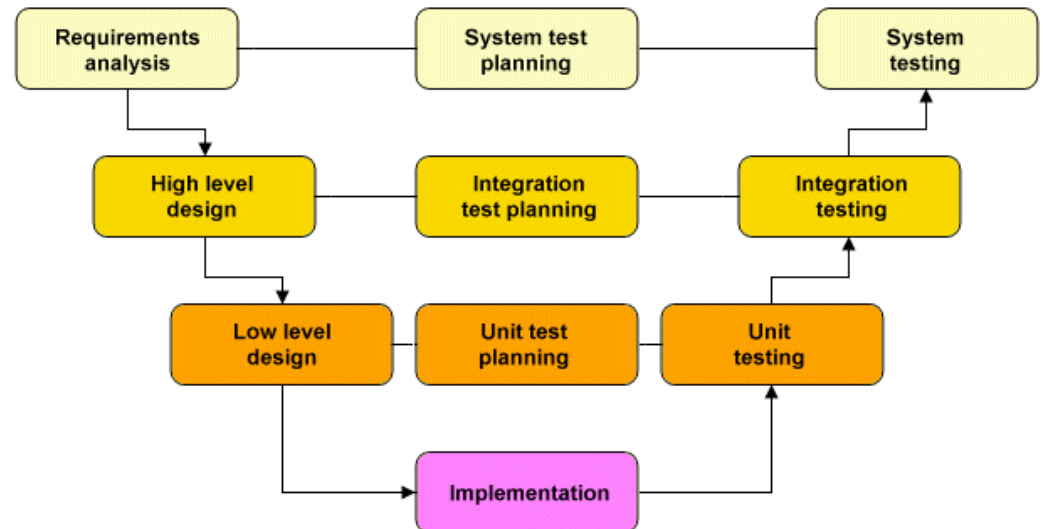 Requirements
analysis
System test
planning
System
testing
High level
design
Integration
test planning
Integration
testing
Low level
design
Unit test
planning
Unit
testing
Implementation